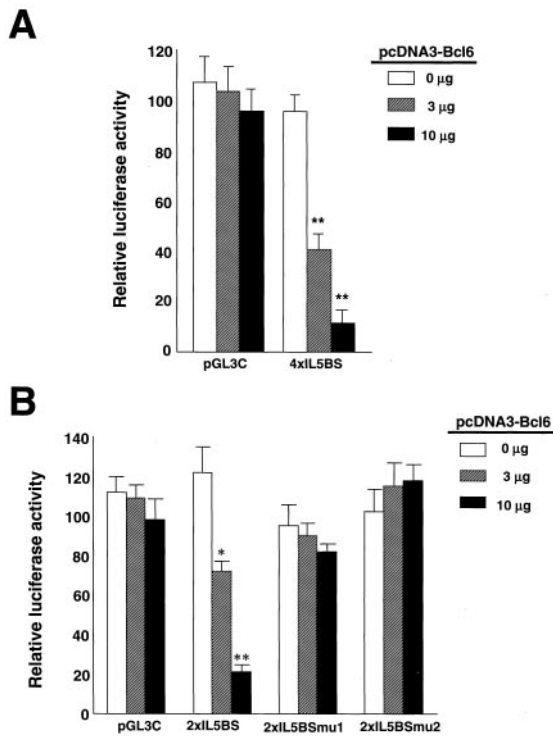 A
pcDNA3-Bcl6
0 µg
3 µg
10 µg
Relative luciferase activity
120
100
80
60
40
20
0
**
**
pGL3C
4xIL5BS
B
pcDNA3-Bcl6
0 µg
3 µg
10 µg
Relative luciferase activity
140
120
100
80
60
40
20
0
*
**
pGL3C
2xIL5BS
2xIL5BSmu1
2xIL5BSmu2